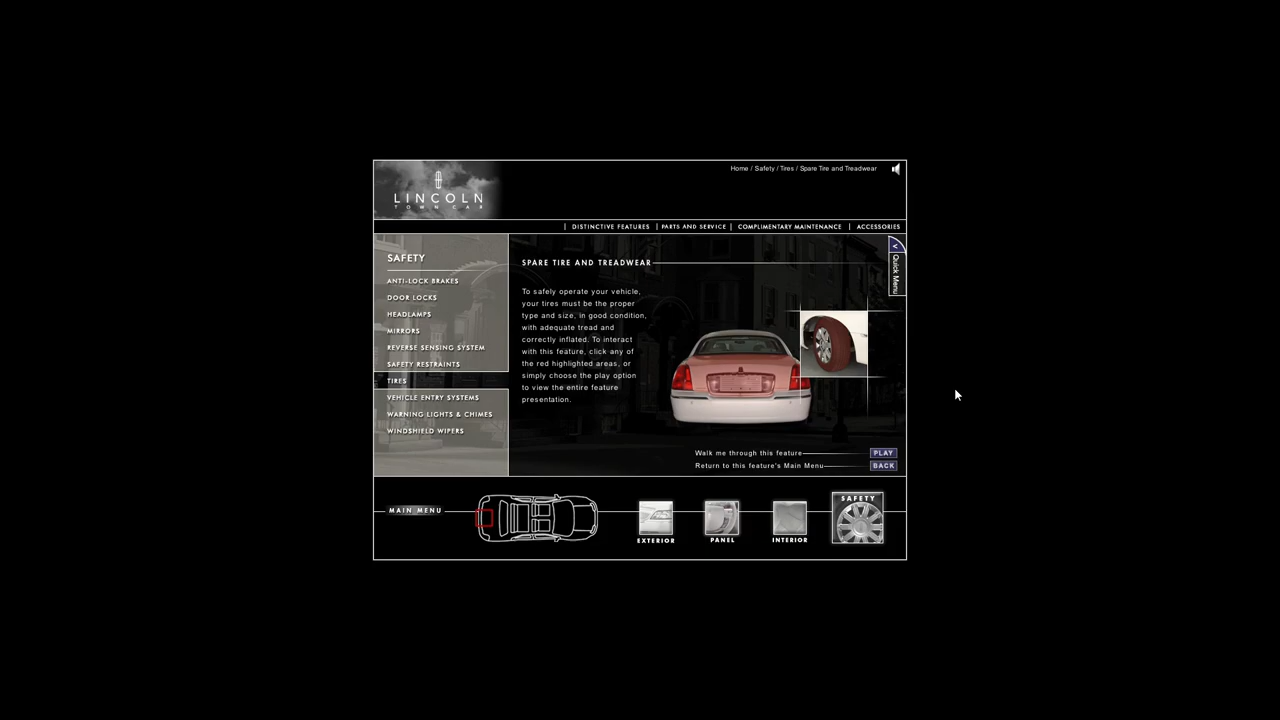 Home / Safety / Tires / Spare Tire and Treadwear
LINCOLN
TOWN CAR
DISTINCTIVE FEATURES
PARTS AND SERVICE
COMPLIMENTARY MAINTENANCE
ACCESSORIES
SAFETY
ANTI-LOCK BRAKES
DOOR LOCKS
HEADLAMPS
MIRRORS
REVERSE SENSING SYSTEM
SAFETY RESTRAINTS
TIRES
VEHICLE ENTRY SYSTEMS
WARNING LIGHTS & CHIMES
WINDSHIELD WIPERS
SPARE TIRE AND TREADWEAR
To safely operate your vehicle,
your tires must be the proper
type and size, in good condition,
with adequate tread and
correctly inflated. To interact
with this feature, click any of
the red highlighted areas, or
simply choose the play option
to view the entire feature
presentation.
< Quick Menu
Walk me through this feature
PLAY
Return to this feature's Main Menu
BACK
MAIN MENU
EXTERIOR
PANEL
INTERIOR
SAFETY